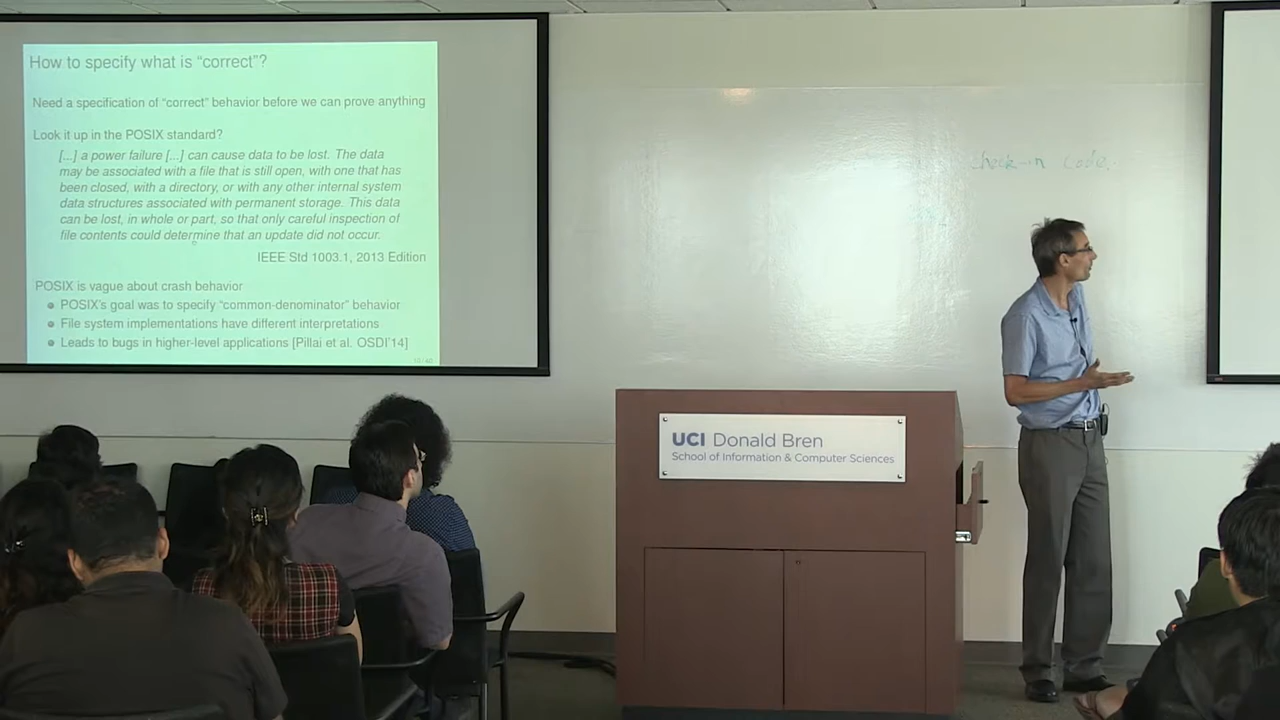 How to specify what is “correct”?
Need a specification of “correct” behavior before we can prove anything
Look it up in the POSIX standard?
[...] a power failure [...] can cause data to be lost. The data
may be associated with a file that is still open, with one that has
been closed, with a directory, or with any other internal system
data structures associated with permanent storage. This data
can be lost, in whole or part, so that only careful inspection of
file contents could determine that an update did not occur.
IEEE Std 1003.1, 2013 Edition
POSIX is vague about crash behavior
POSIX's goal was to specify “common-denominator” behavior
File system implementations have different interpretations
Leads to bugs in higher-level applications [Pillai et al. OSDI'14]
check-in code:
UCI Donald Bren
School of Information & Computer Sciences